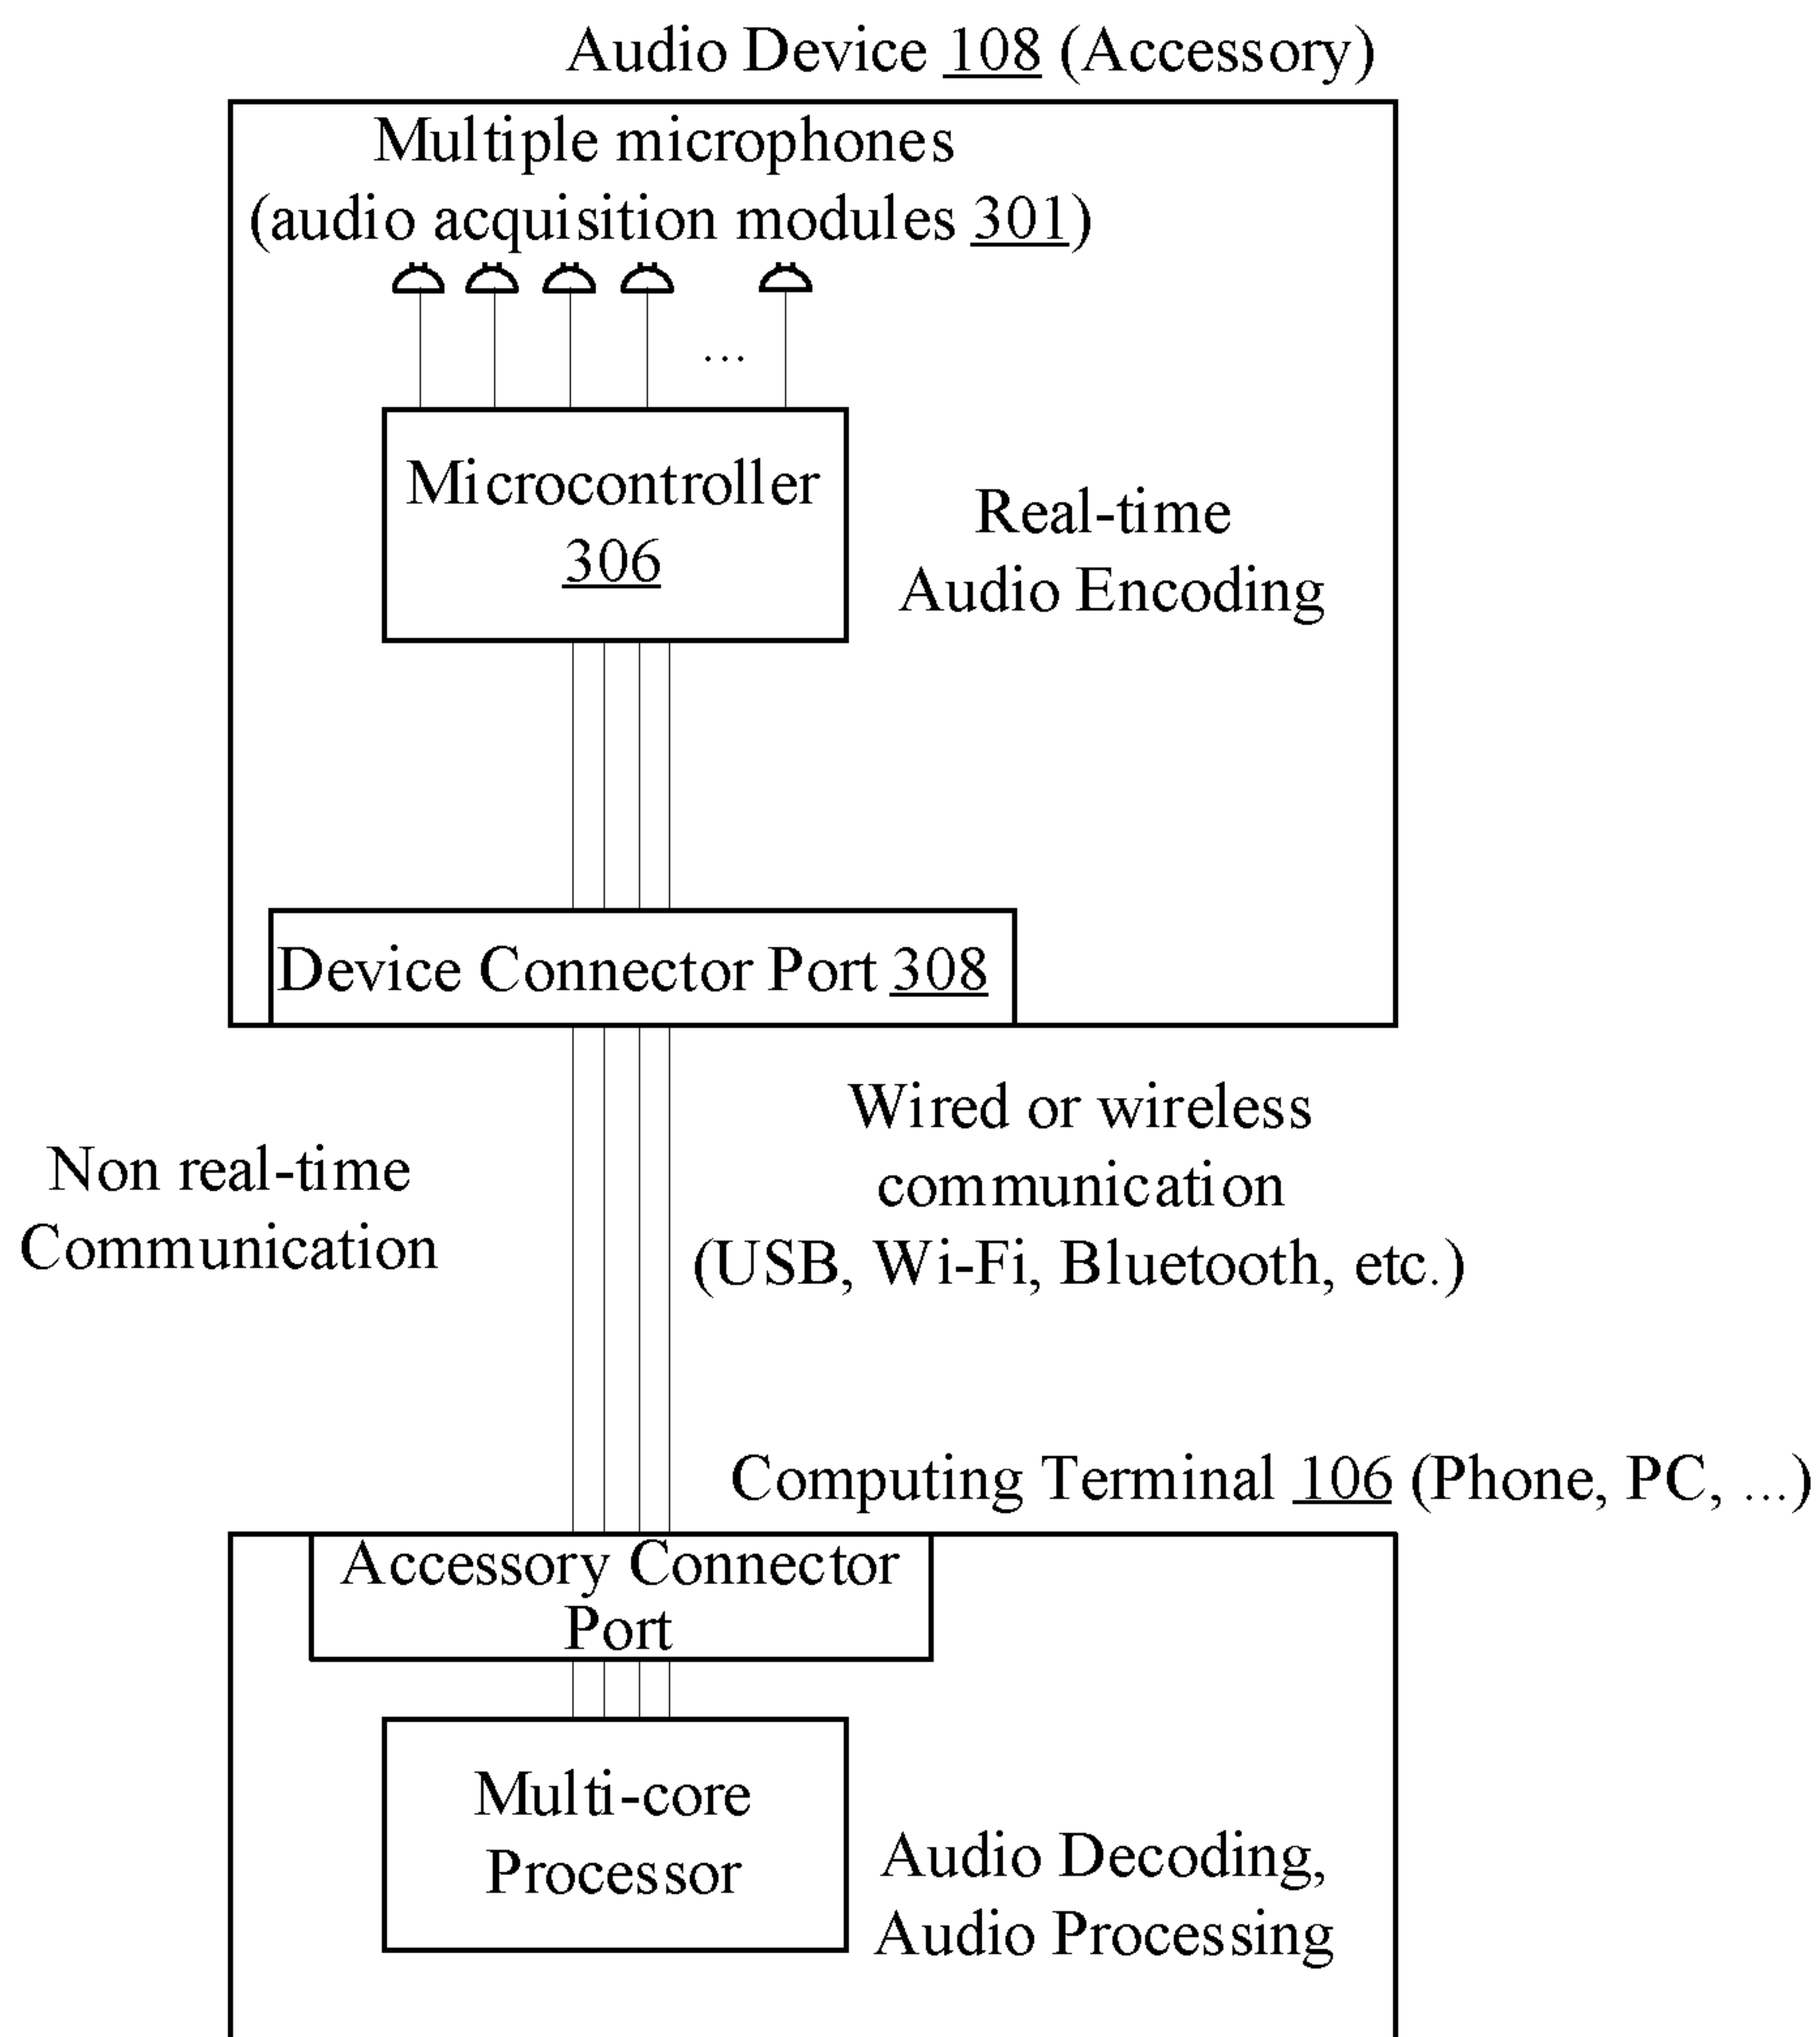 Audio Device 108 (Accessory)
Multiple microphones
(audio acquisition modules 301)
...
Microcontroller
306
Real-time
Audio Encoding
Device Connector Port 308
Non real-time
Communication
Wired or wireless
communication
(USB, Wi-Fi, Bluetooth, etc.)
Computing Terminal 106 (Phone, PC, ...)
Accessory Connector
Port
Multi-core
Processor
Audio Decoding,
Audio Processing